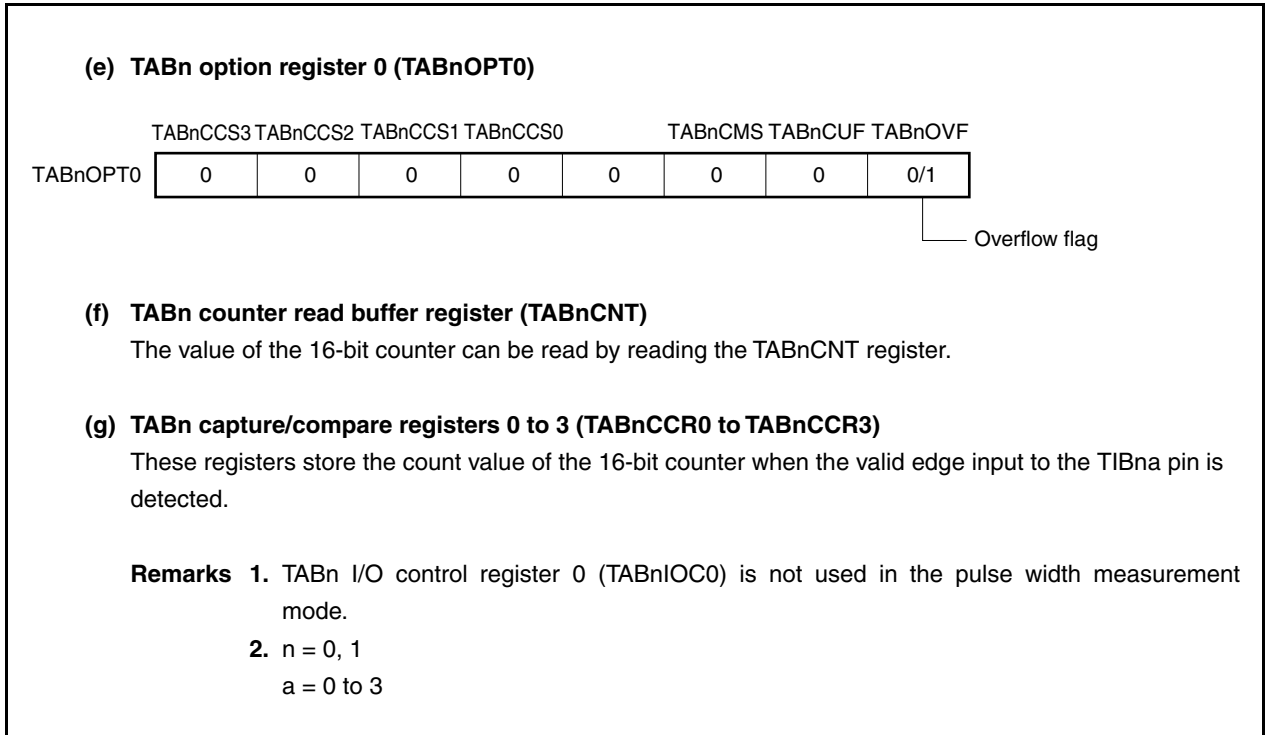 (e) TABn option register 0 (TABnOPT0)
TABnCCS3 TABnCCS2 TABnCCS1 TABnCCS0 TABnCMS TABnCUF TABnOVF
TABnOPT0 0 0 0 0 0 0 0 0/1
Overflow flag
(f) TABn counter read buffer register (TABnCNT)
The value of the 16-bit counter can be read by reading the TABnCNT register.
(g) TABn capture/compare registers 0 to 3 (TABnCCR0 to TABnCCR3)
These registers store the count value of the 16-bit counter when the valid edge input to the TIBna pin is
detected.
Remarks 1. TABn I/O control register 0 (TABnIOC0) is not used in the pulse width measurement
mode.
2. n = 0, 1
a = 0 to 3